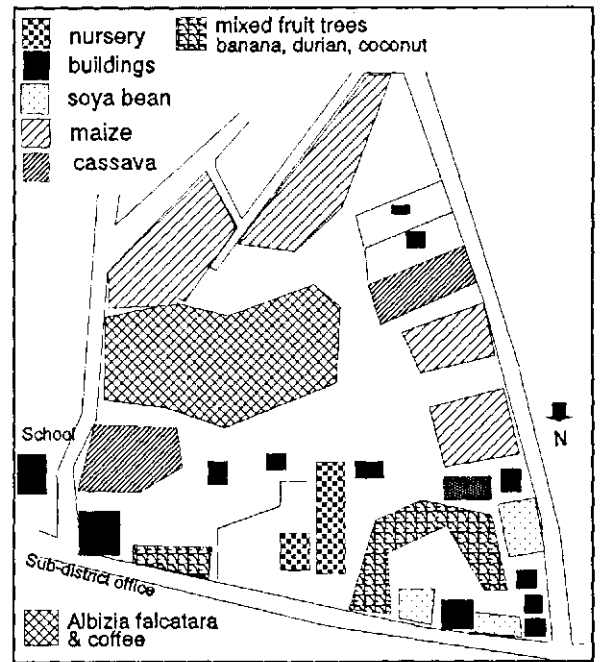 nursery
mixed fruit trees
banana, durian, coconut
buildings
soya bean
maize
cassava
School
N
Sub-district office
Albizia falcatara
& coffee